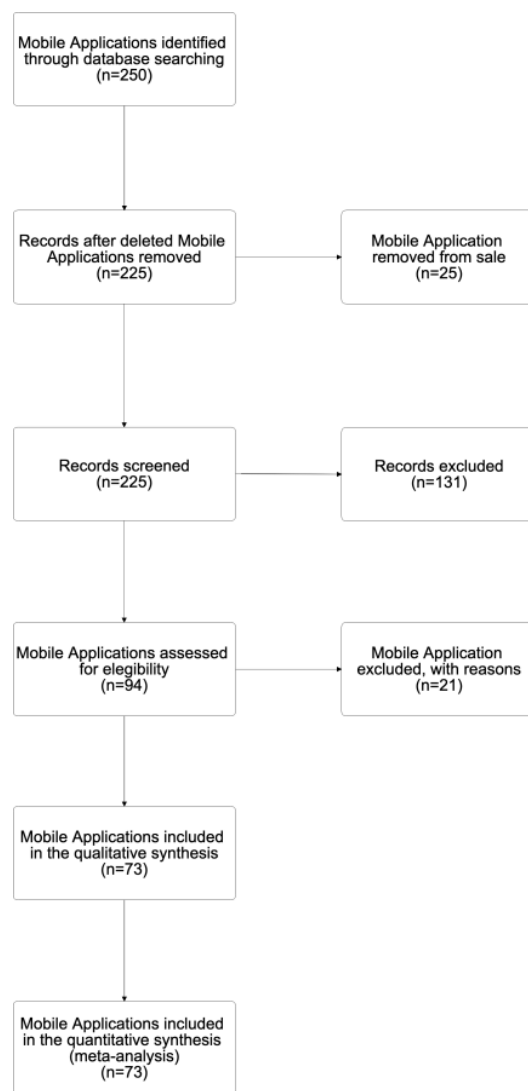 Mobile Applications identified
through database searching
(n=250)
Records after deleted Mobile
Applications removed
(n=225)
Mobile Application
removed from sale
(n=25)
Records screened
(n=225)
Records excluded
(n=131)
Mobile Applications assessed
for elegibility
(n=94)
Mobile Application
excluded, with reasons
(n=21)
Mobile Applications included
in the qualitative synthesis
(n=73)
Mobile Applications included
in the quantitative synthesis
(meta-analysis)
(n=73)